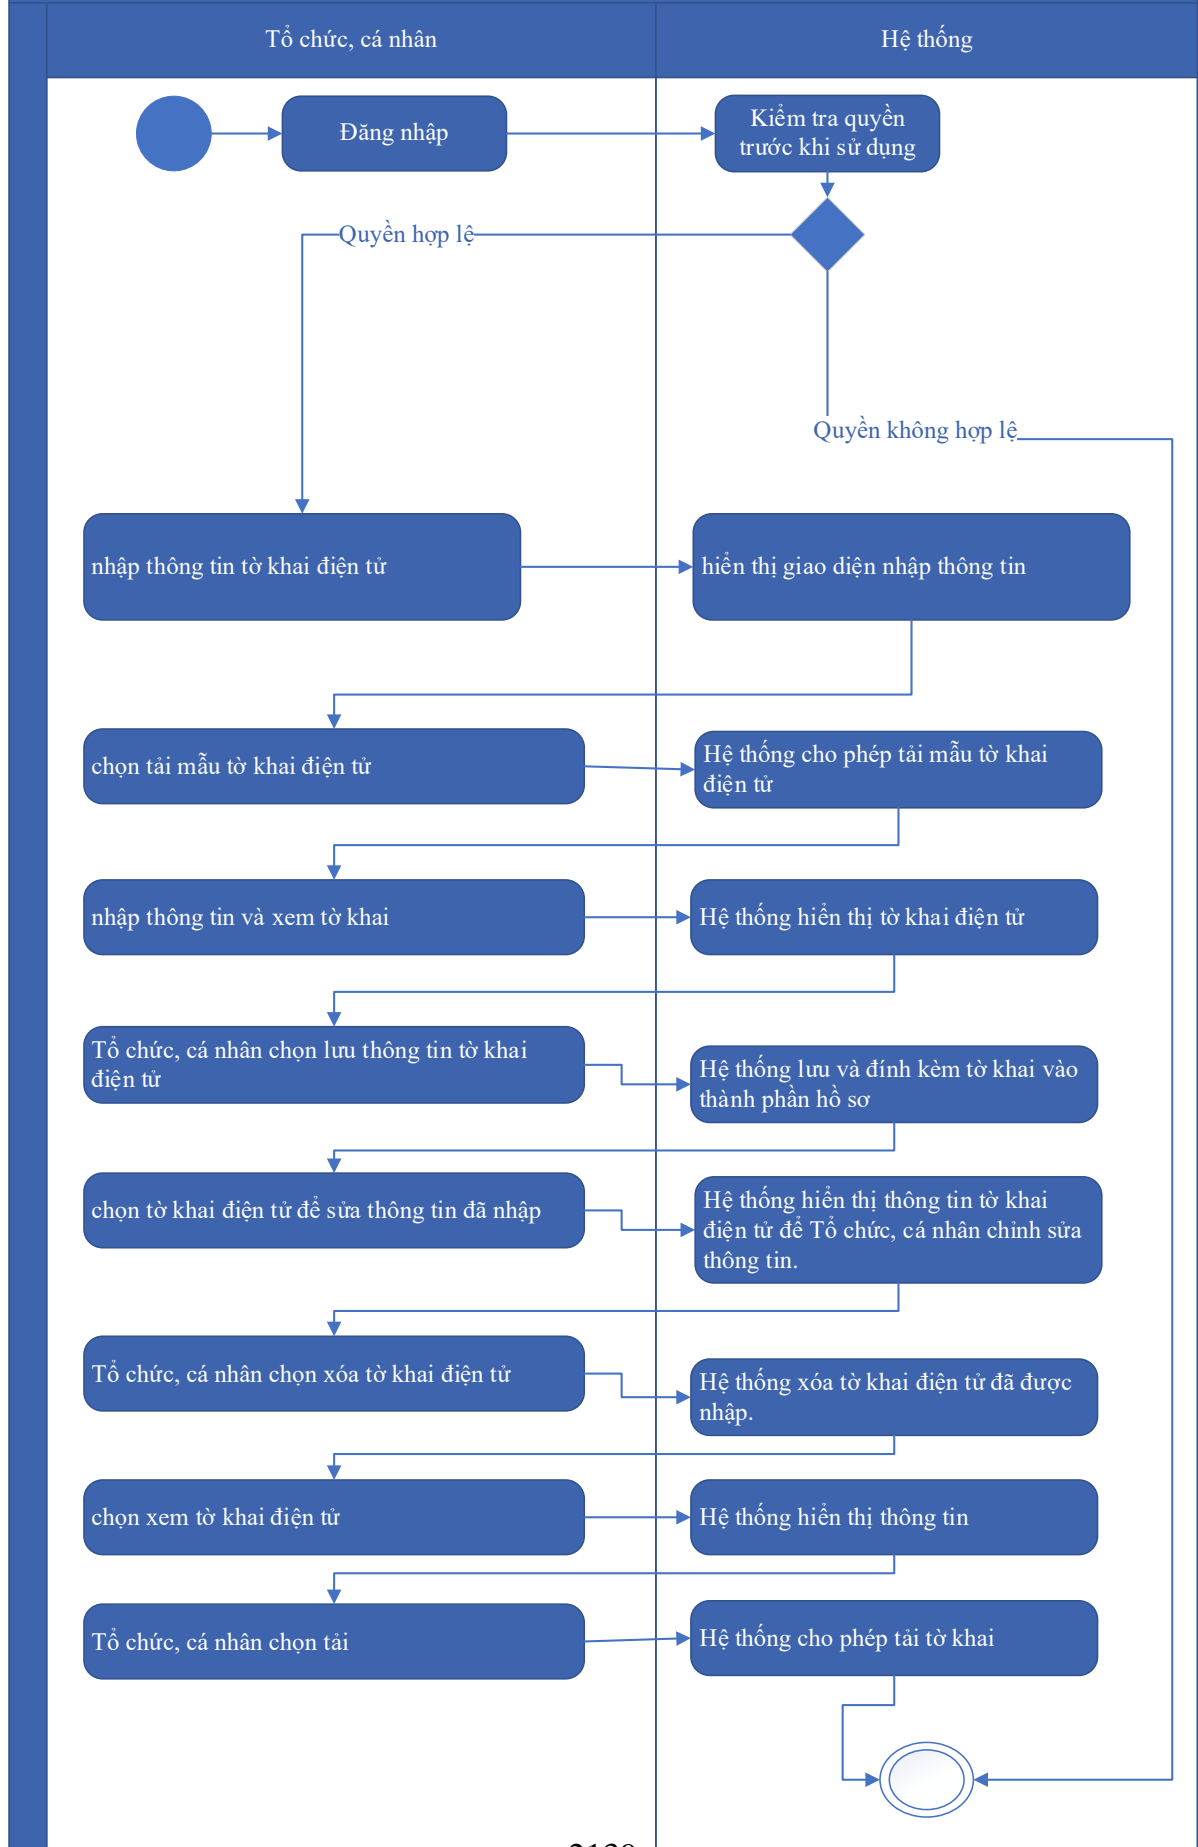 Tổ chức, cá nhân
Hệ thống
Đăng nhập
Kiểm tra quyền
trước khi sử dụng
Quyền hợp lệ
Quyền không hợp lệ
nhập thông tin tờ khai điện tử
hiển thị giao diện nhập thông tin
chọn tải mẫu tờ khai điện tử
Hệ thống cho phép tải mẫu tờ khai
điện tử
nhập thông tin và xem tờ khai
Hệ thống hiển thị tờ khai điện tử
Tổ chức, cá nhân chọn lưu thông tin tờ khai
điện tử
Hệ thống lưu và đính kèm tờ khai vào
thành phần hồ sơ
chọn tờ khai điện tử để sửa thông tin đã nhập
Hệ thống hiển thị thông tin tờ khai
điện tử để Tổ chức, cá nhân chỉnh sửa
thông tin.
Tổ chức, cá nhân chọn xóa tờ khai điện tử
Hệ thống xóa tờ khai điện tử đã được
nhập.
chọn xem tờ khai điện tử
Hệ thống hiển thị thông tin
Tổ chức, cá nhân chọn tải
Hệ thống cho phép tải tờ khai